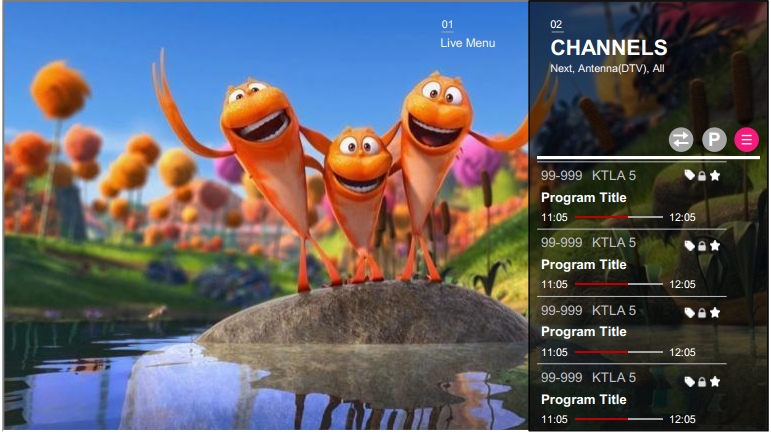 01
Live Menu
02
CHANNELS
Next, Antenna(DTV), All
P
99-999 KTLA 5
Program Title
11:05 12:05
99-999 KTLA 5
Program Title
11:05 12:05
99-999 KTLA 5
Program Title
11:05 12:05
99-999 KTLA 5
Program Title
11:05 12:05